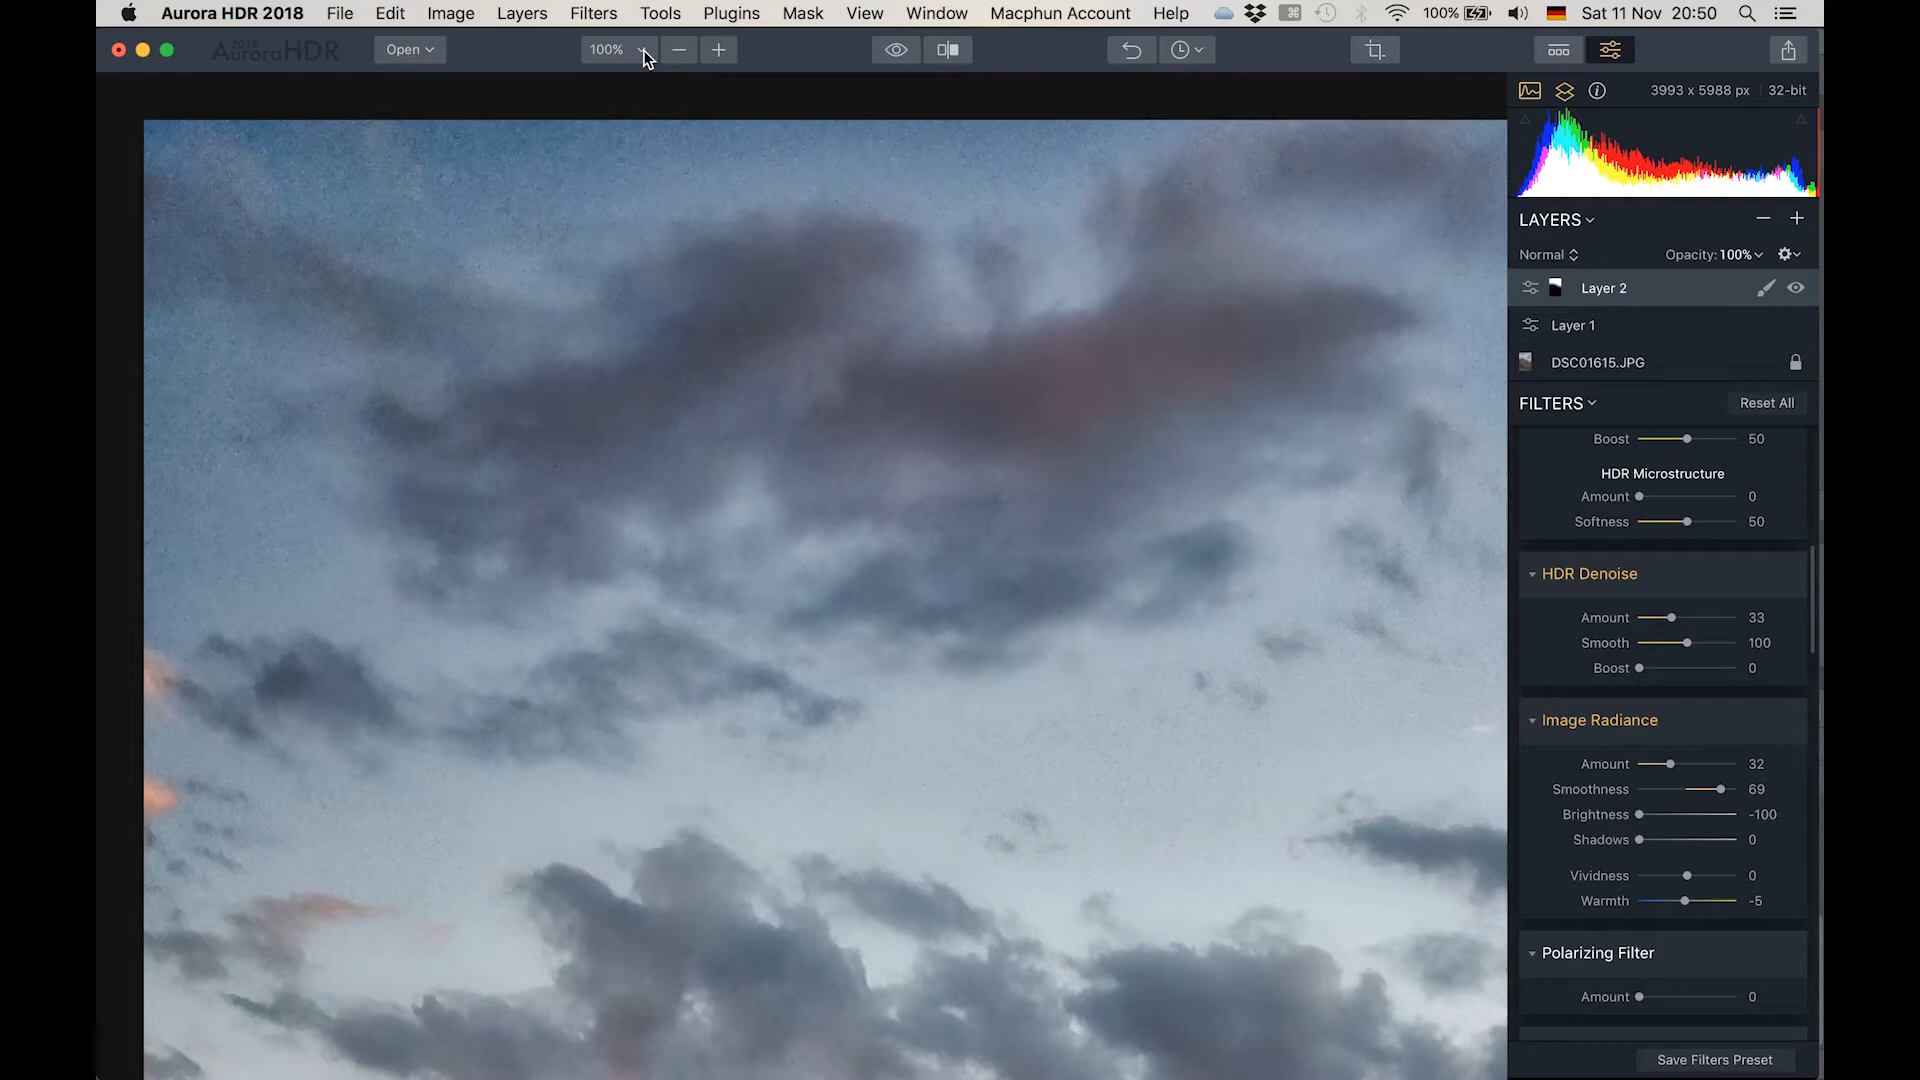 Aurora HDR 2018 File Edit Image Layers Filters Tools Plugins Mask View Window Macphun Account Help 100% Sat 11 Nov 20:50
2018
AuroraHDR Open 100%
3993 x 5988 px 32-bit
LAYERS
Normal Opacity: 100%
Layer 2
Layer 1
DSC01615.JPG
FILTERS Reset All
Boost 50
HDR Microstructure
Amount 0
Softness 50
HDR Denoise
Amount 33
Smooth 100
Boost 0
Image Radiance
Amount 32
Smoothness 69
Brightness -100
Shadows 0
Vividness 0
Warmth -5
Polarizing Filter
Amount 0
Save Filters Preset